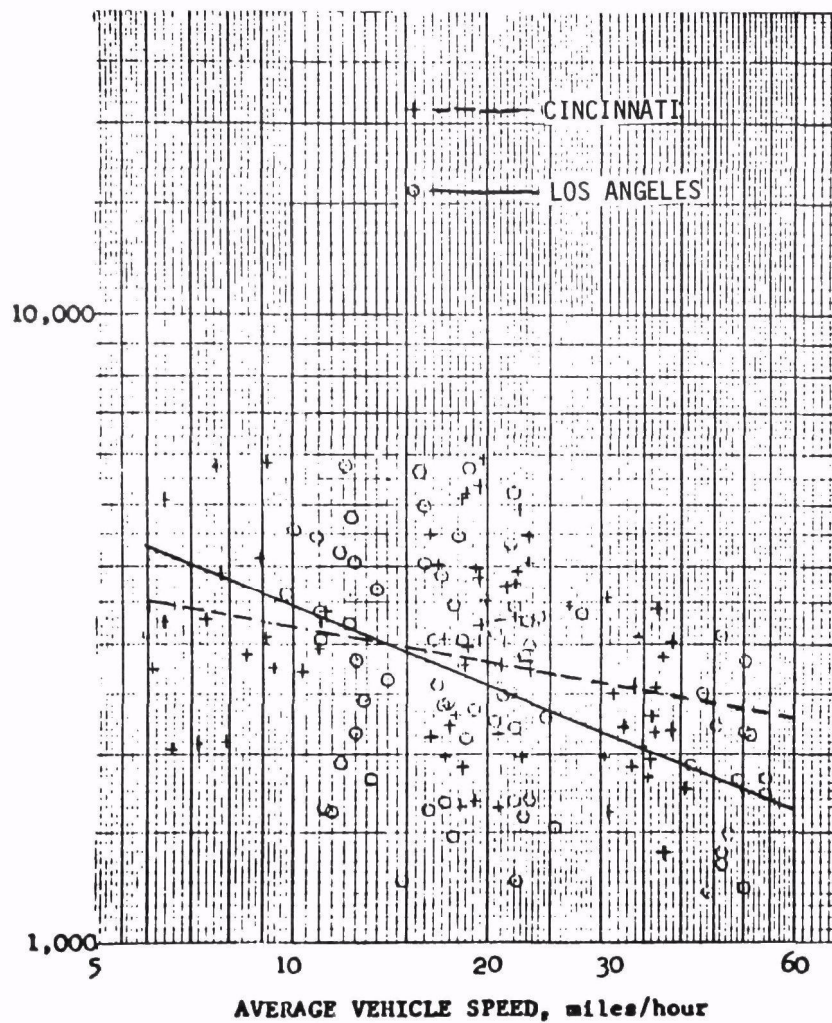 CINCINNATI
LOS ANGELES
10,000
1,000
5 10 20 30 60
AVERAGE VEHICLE SPEED, miles/hour